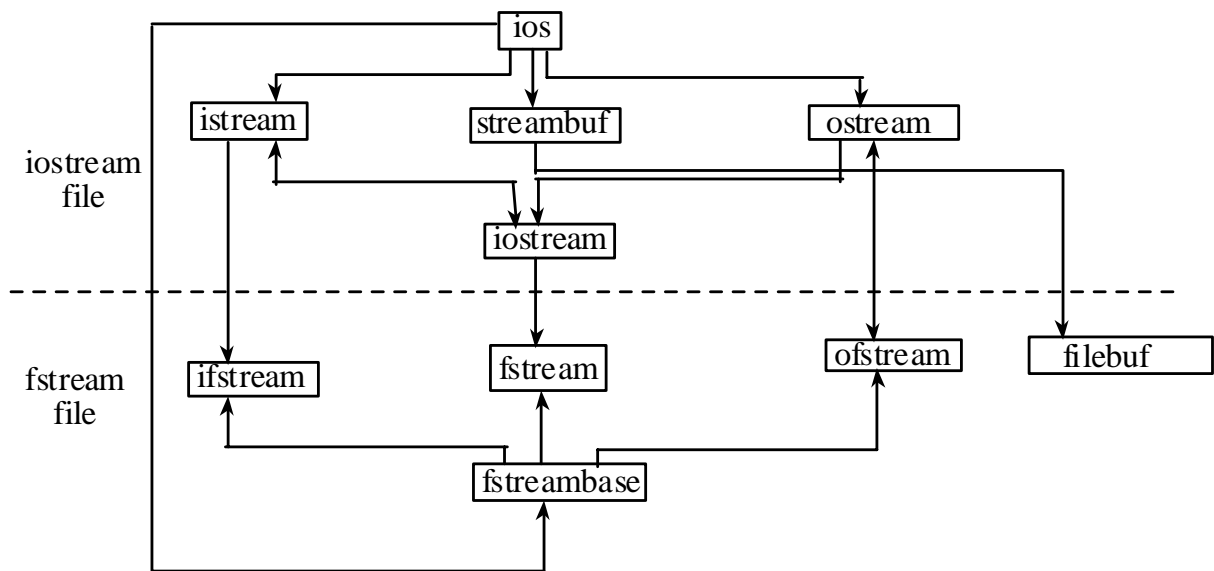 ios
istream
streambuf
ostream
iostream
file
iostream
ifstream
fstream
ofstream
filebuf
fstream
file
fstreambase